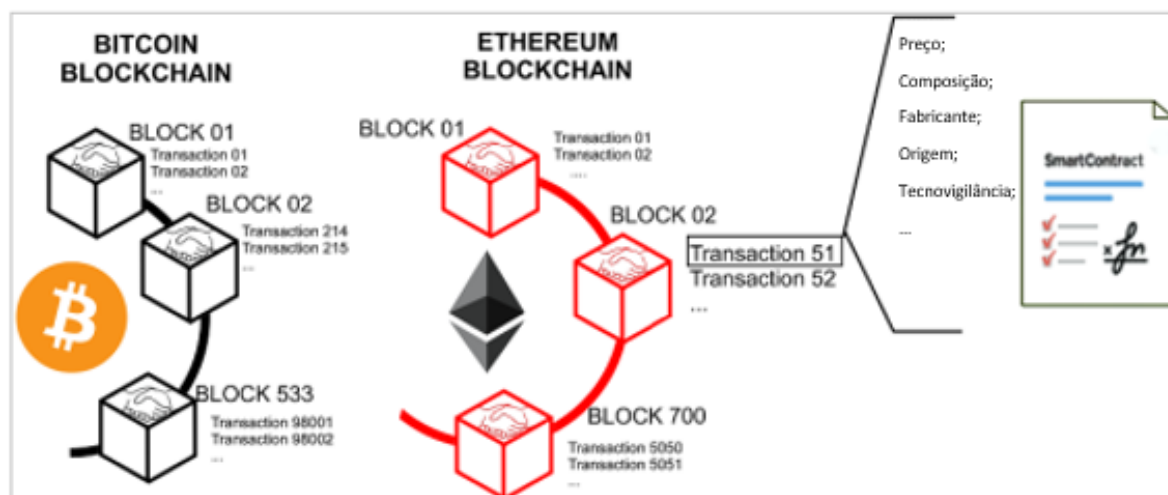 BITCOIN
BLOCKCHAIN
BLOCK 01
Transaction 01
Transaction 02
...
BLOCK 02
Transaction 214
Transaction 215
...
BLOCK 533
Transaction 98001
Transaction 98002
...
ETHEREUM
BLOCKCHAIN
BLOCK 01
Transaction 01
Transaction 02
....
BLOCK 02
Transaction 51
Transaction 52
...
BLOCK 700
Transaction 5050
Transaction 5051
...
Preço;
Composição;
Fabricante;
Origem;
Tecnovigilância;
...
SmartContract